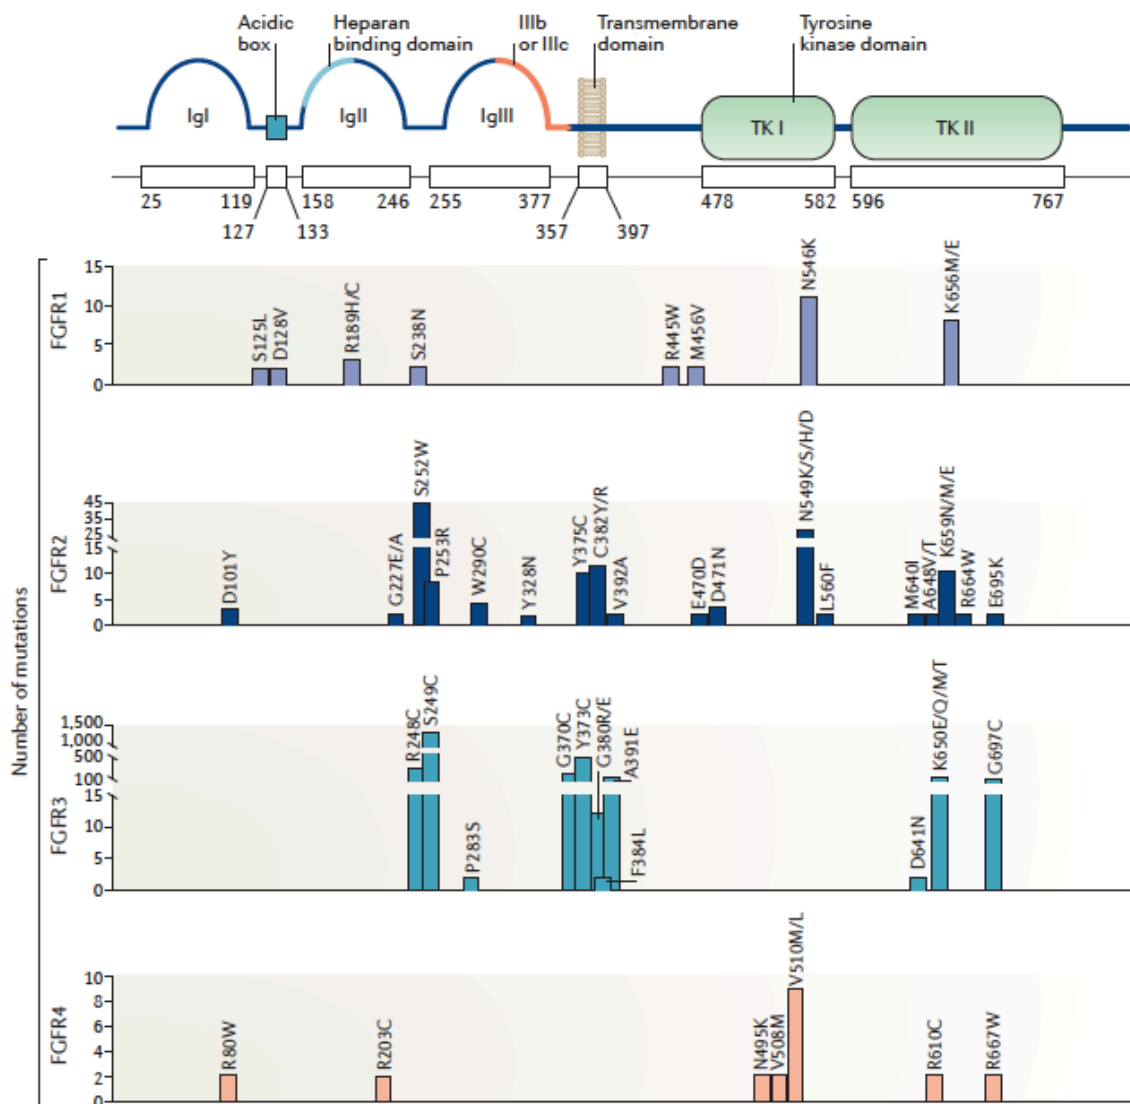 Acidic
box
Heparan
binding domain
IIIb
or IIIc
Transmembrane
domain
Tyrosine
kinase domain
IgI
IgII
IgIII
TK I
TK II
25 119 158 246 255 377 478 582 596 767
127 133 357 397
Number of mutations
FGFR1
15
10
5
0
S125L
D128V
R189H/C
S238N
R445W
M456V
N546K
K656M/E
FGFR2
45
35
25
15
10
5
0
D101Y
G227E/A
S252W
P253R
W290C
Y328N
Y375C
C382Y/R
V392A
E470D
D471N
N549K/S/H/D
L560F
M640I
A648V/T
K659N/M/E
R664W
E695K
FGFR3
1,500
1,000
500
100
15
10
5
0
R248C
S249C
P283S
G370C
Y373C
G380R/E
A391E
F384L
D641N
K650E/Q/M/T
G697C
FGFR4
10
8
6
4
2
0
R80W
R203C
N495K
V508M
V510M/L
R610C
R667W